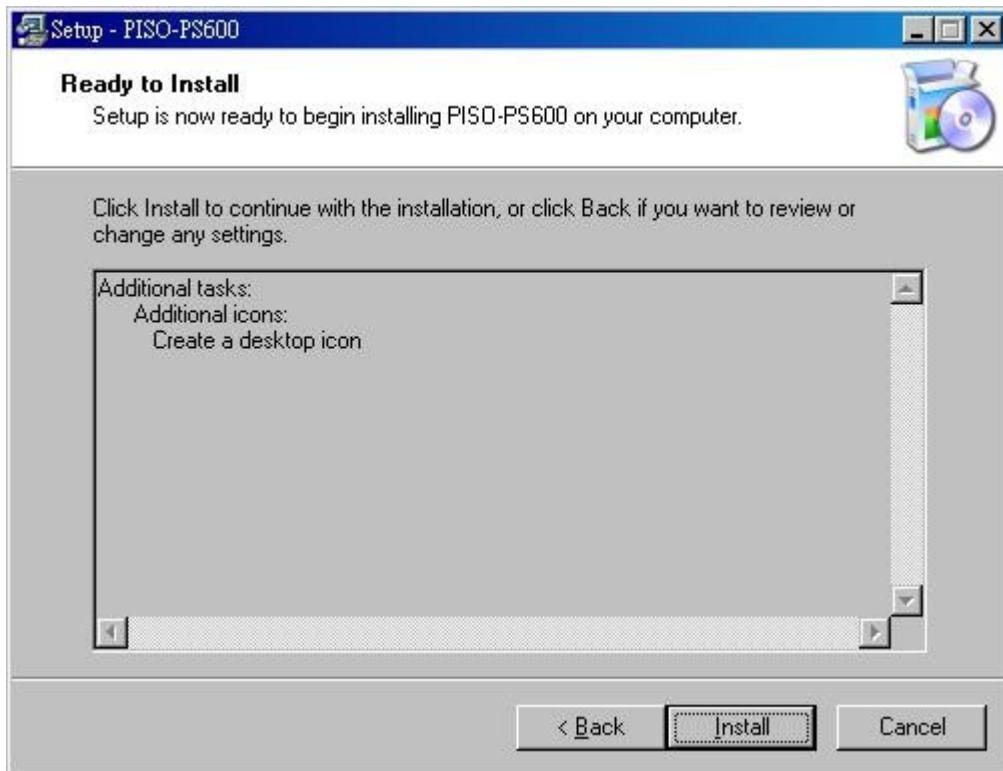 Setup - PISO-PS600
Ready to Install
Setup is now ready to begin installing PISO-PS600 on your computer.
Click Install to continue with the installation, or click Back if you want to review or
change any settings.
Additional tasks:
Additional icons:
Create a desktop icon
< Back
Install
Cancel